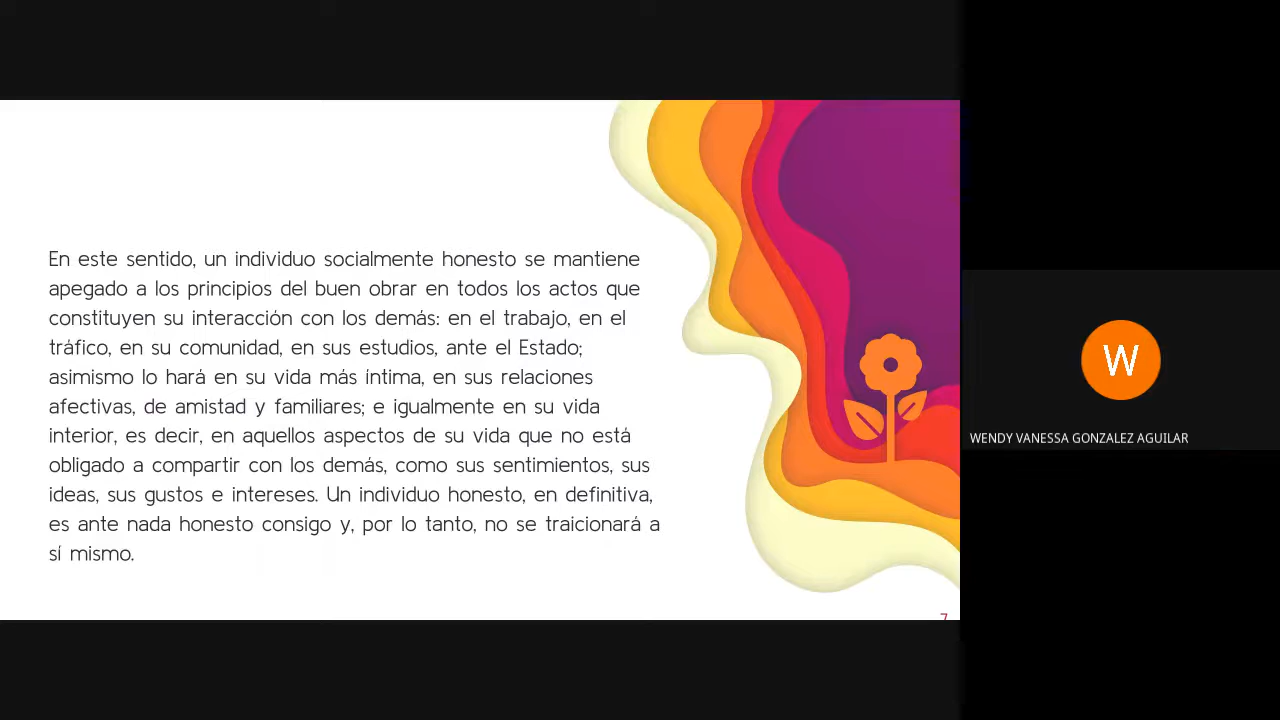 En este sentido, un individuo socialmente honesto se mantiene
apegado a los principios del buen obrar en todos los actos que
constituyen su interacción con los demás: en el trabajo, en el
tráfico, en su comunidad, en sus estudios, ante el Estado;
asimismo lo hará en su vida más íntima, en sus relaciones
afectivas, de amistad y familiares; e igualmente en su vida
interior, es decir, en aquellos aspectos de su vida que no está
obligado a compartir con los demás, como sus sentimientos, sus
ideas, sus gustos e intereses. Un individuo honesto, en definitiva,
es ante nada honesto consigo y, por lo tanto, no se traicionará a
sí mismo.
7
W
WENDY VANESSA GONZALEZ AGUILAR